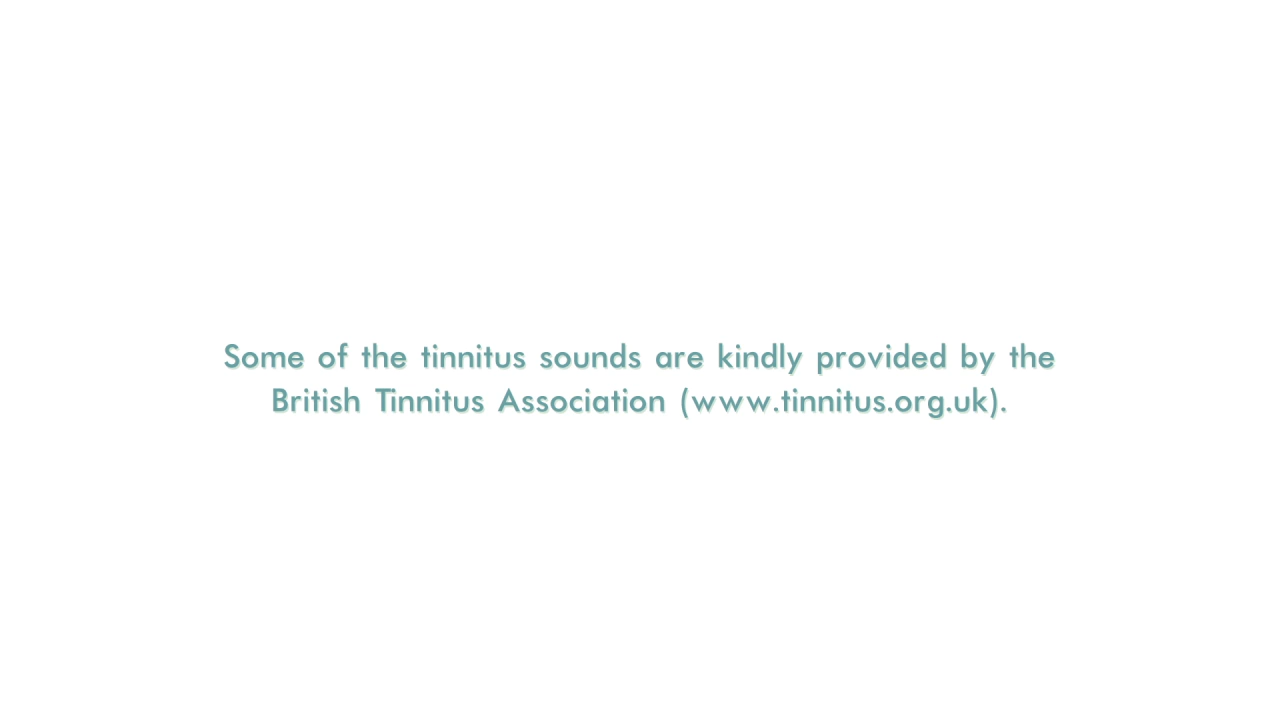 Some of the tinnitus sounds are kindly provided by the
British Tinnitus Association (www.tinnitus.org.uk).